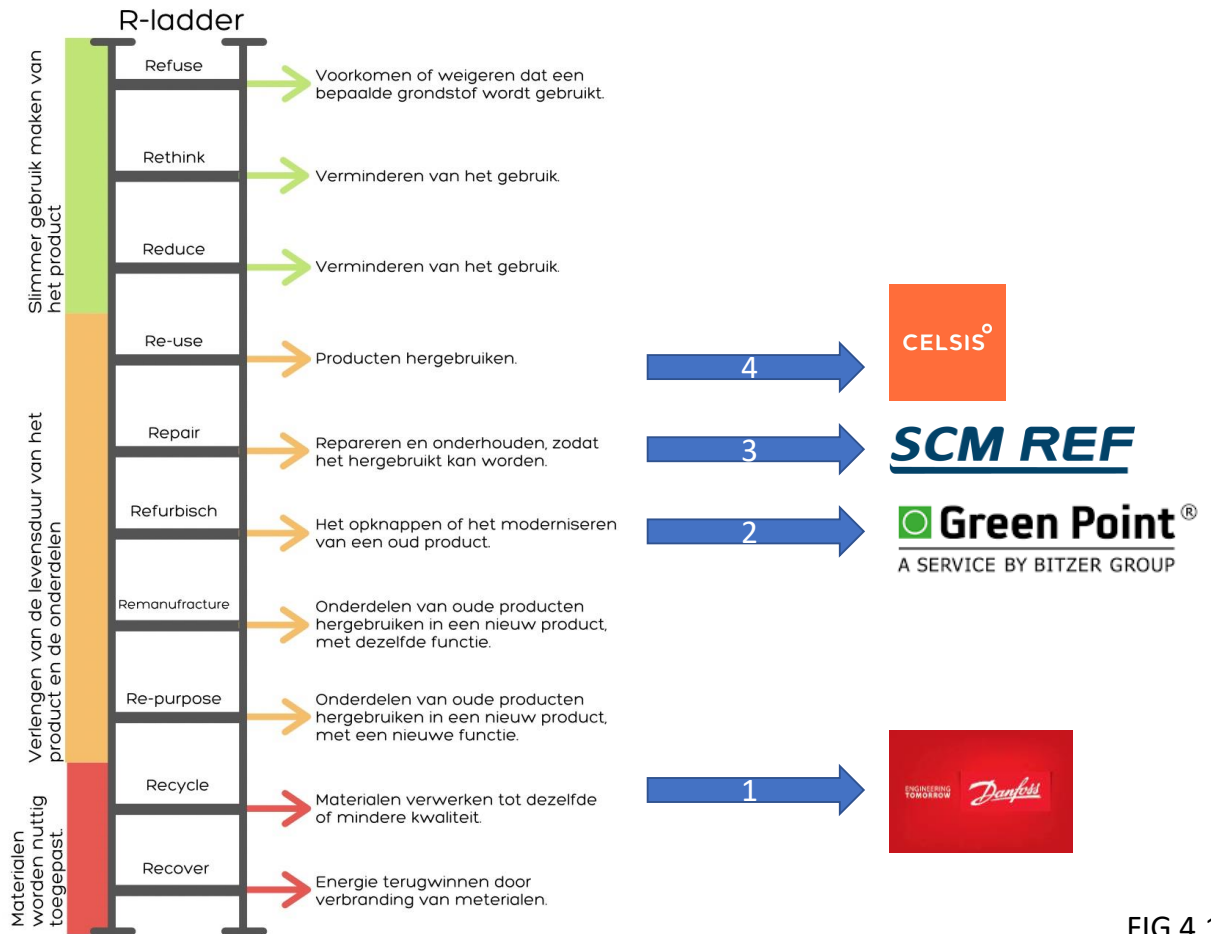 R-ladder
Slimmer gebruik maken van
het product
Refuse
Voorkomen of weigeren dat een
bepaalde grondstof wordt gebruikt.
Rethink
Verminderen van het gebruik.
Reduce
Verminderen van het gebruik.
Verlengen van de levensduur van het
product en de onderdelen
Re-use
Producten hergebruiken.
4
CELSIS°
Repair
Repareren en onderhouden, zodat
het hergebruikt kan worden.
3
SCM REF
Refurbisch
Het opknappen of het moderniseren
van een oud product.
2
Green Point®
A SERVICE BY BITZER GROUP
Remanufracture
Onderdelen van oude producten
hergebruiken in een nieuw product,
met dezelfde functie.
Re-purpose
Onderdelen van oude producten
hergebruiken in een nieuw product,
met een nieuwe functie.
Materialen
worden nuttig
toegepast.
Recycle
Materialen verwerken tot dezelfde
of mindere kwaliteit.
1
ENGINEERING
TOMORROW
Danfoss
Recover
Energie terugwinnen door
verbranding van meterialen.
FIG 4.1